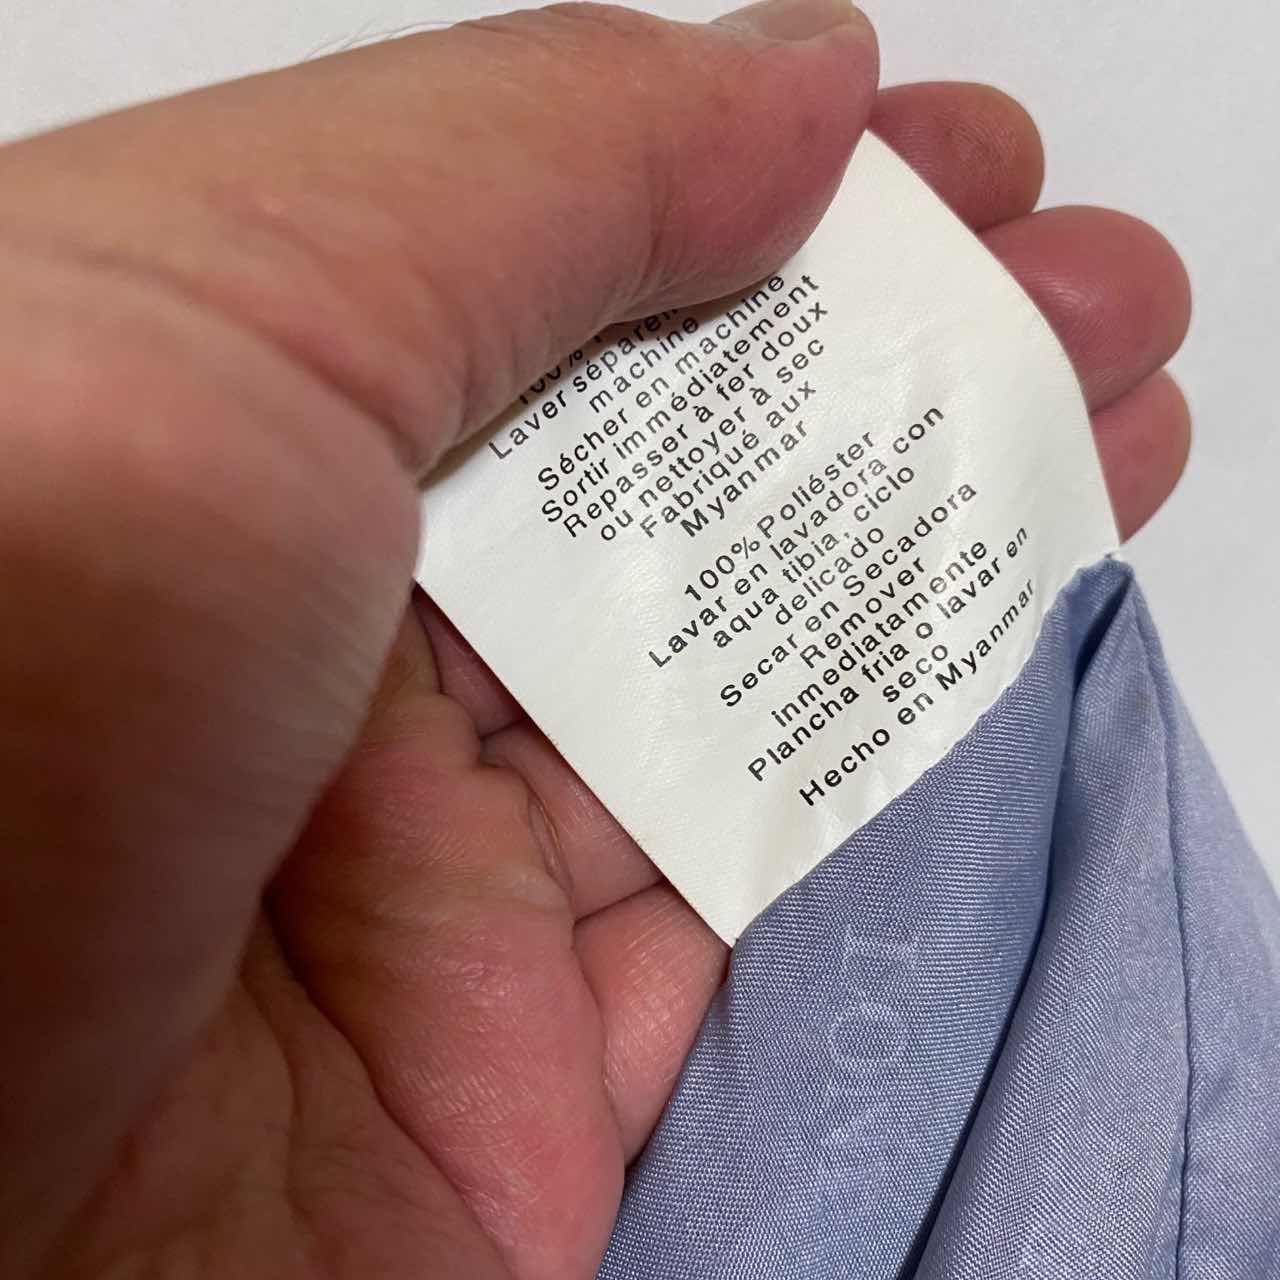 100%
Laver séparé
machine
Sécher en machine
Sortir immédiatement
Repasser à fer doux
ou nettoyer à sec
Fabriqué aux
Myanmar
100% Poliéster
Lavar en lavadora con
aqua tibia, ciclo
delicado
Secar en Secadora
Remover
inmediatamente
Plancha fria o lavar en
seco
Hecho en Myanmar